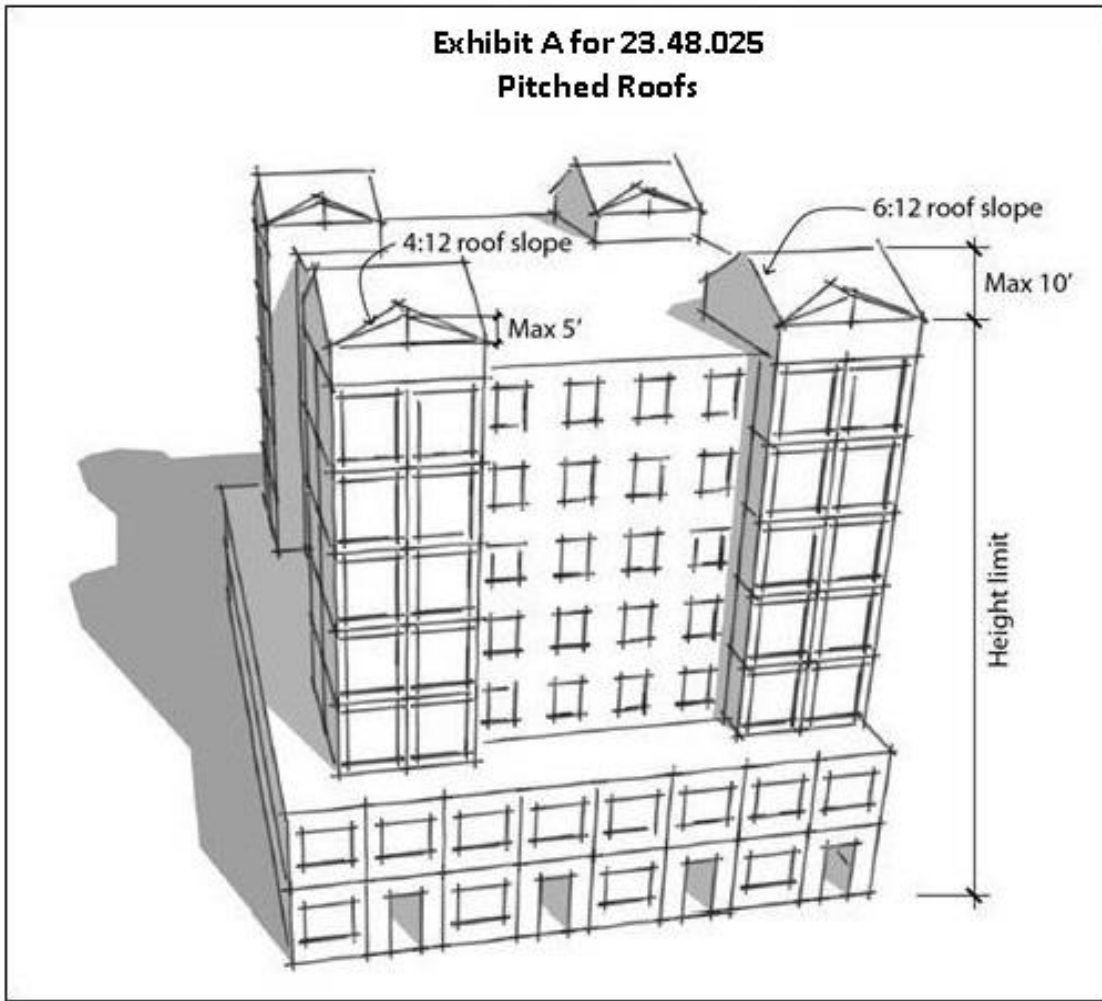 Exhibit A for 23.48.025
Pitched Roofs
6:12 roof slope
4:12 roof slope
Max 10'
Max 5'
Height limit